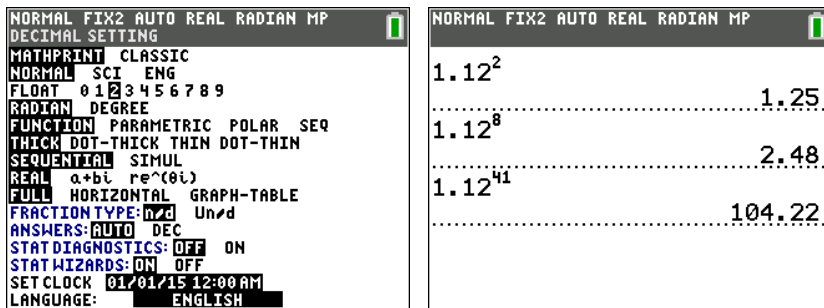 NORMAL FIX2 AUTO REAL RADIAN MP
DECIMAL SETTING
MATHPRINT CLASSIC
NORMAL SCI ENG
FLOAT 0 1 2 3 4 5 6 7 8 9
RADIAN DEGREE
FUNCTION PARAMETRIC POLAR SEQ
THICK DOT-THICK THIN DOT-THIN
SEQUENTIAL SIMUL
REAL a+bi re^(θi)
FULL HORIZONTAL GRAPH-TABLE
FRACTION TYPE: n/d Un/d
ANSWERS: AUTO DEC
STAT DIAGNOSTICS: OFF ON
STAT WIZARDS: ON OFF
SET CLOCK 01/01/15 12:00 AM
LANGUAGE: ENGLISH
NORMAL FIX2 AUTO REAL RADIAN MP
1.12²
1.25
1.12⁸
2.48
1.12⁴¹
104.22